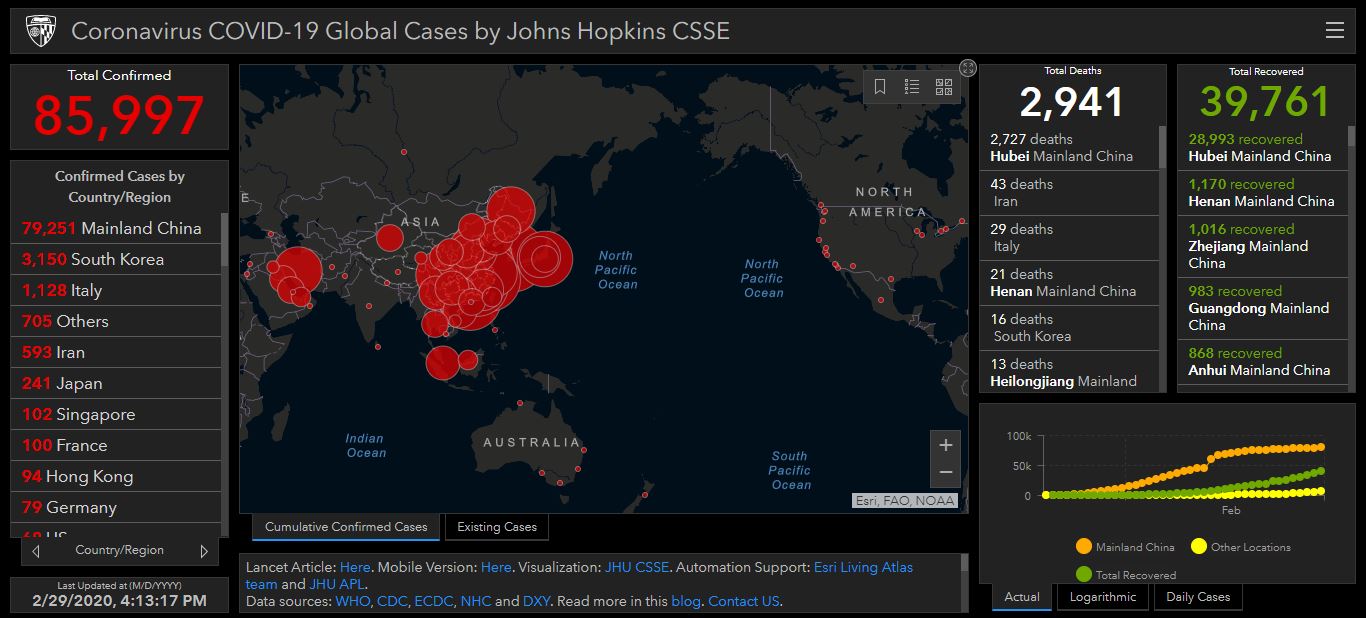 Coronavirus COVID-19 Global Cases by Johns Hopkins CSSE
Total Confirmed
85,997
Confirmed Cases by
Country/Region
79,251 Mainland China
3,150 South Korea
1,128 Italy
705 Others
593 Iran
241 Japan
102 Singapore
100 France
94 Hong Kong
79 Germany
US
Country/Region
Last Updated at (M/D/YYYY)
2/29/2020, 4:13:17 PM
E
ASIA
NORTH
AMERICA
North
Pacific
Ocean
North
Pacific
Ocean
Indian
Ocean
AUSTRALIA
South
Pacific
Ocean
+
−
Esri, FAO, NOAA
Cumulative Confirmed Cases
Existing Cases
Lancet Article: Here. Mobile Version: Here. Visualization: JHU CSSE. Automation Support: Esri Living Atlas
team and JHU APL.
Data sources: WHO, CDC, ECDC, NHC and DXY. Read more in this blog. Contact US.
Total Deaths
2,941
2,727 deaths
Hubei Mainland China
43 deaths
Iran
29 deaths
Italy
21 deaths
Henan Mainland China
16 deaths
South Korea
13 deaths
Heilongjiang Mainland
Total Recovered
39,761
28,993 recovered
Hubei Mainland China
1,170 recovered
Henan Mainland China
1,016 recovered
Zhejiang Mainland
China
983 recovered
Guangdong Mainland
China
868 recovered
Anhui Mainland China
100k
50k
0
Feb
Mainland China
Other Locations
Total Recovered
Actual
Logarithmic
Daily Cases